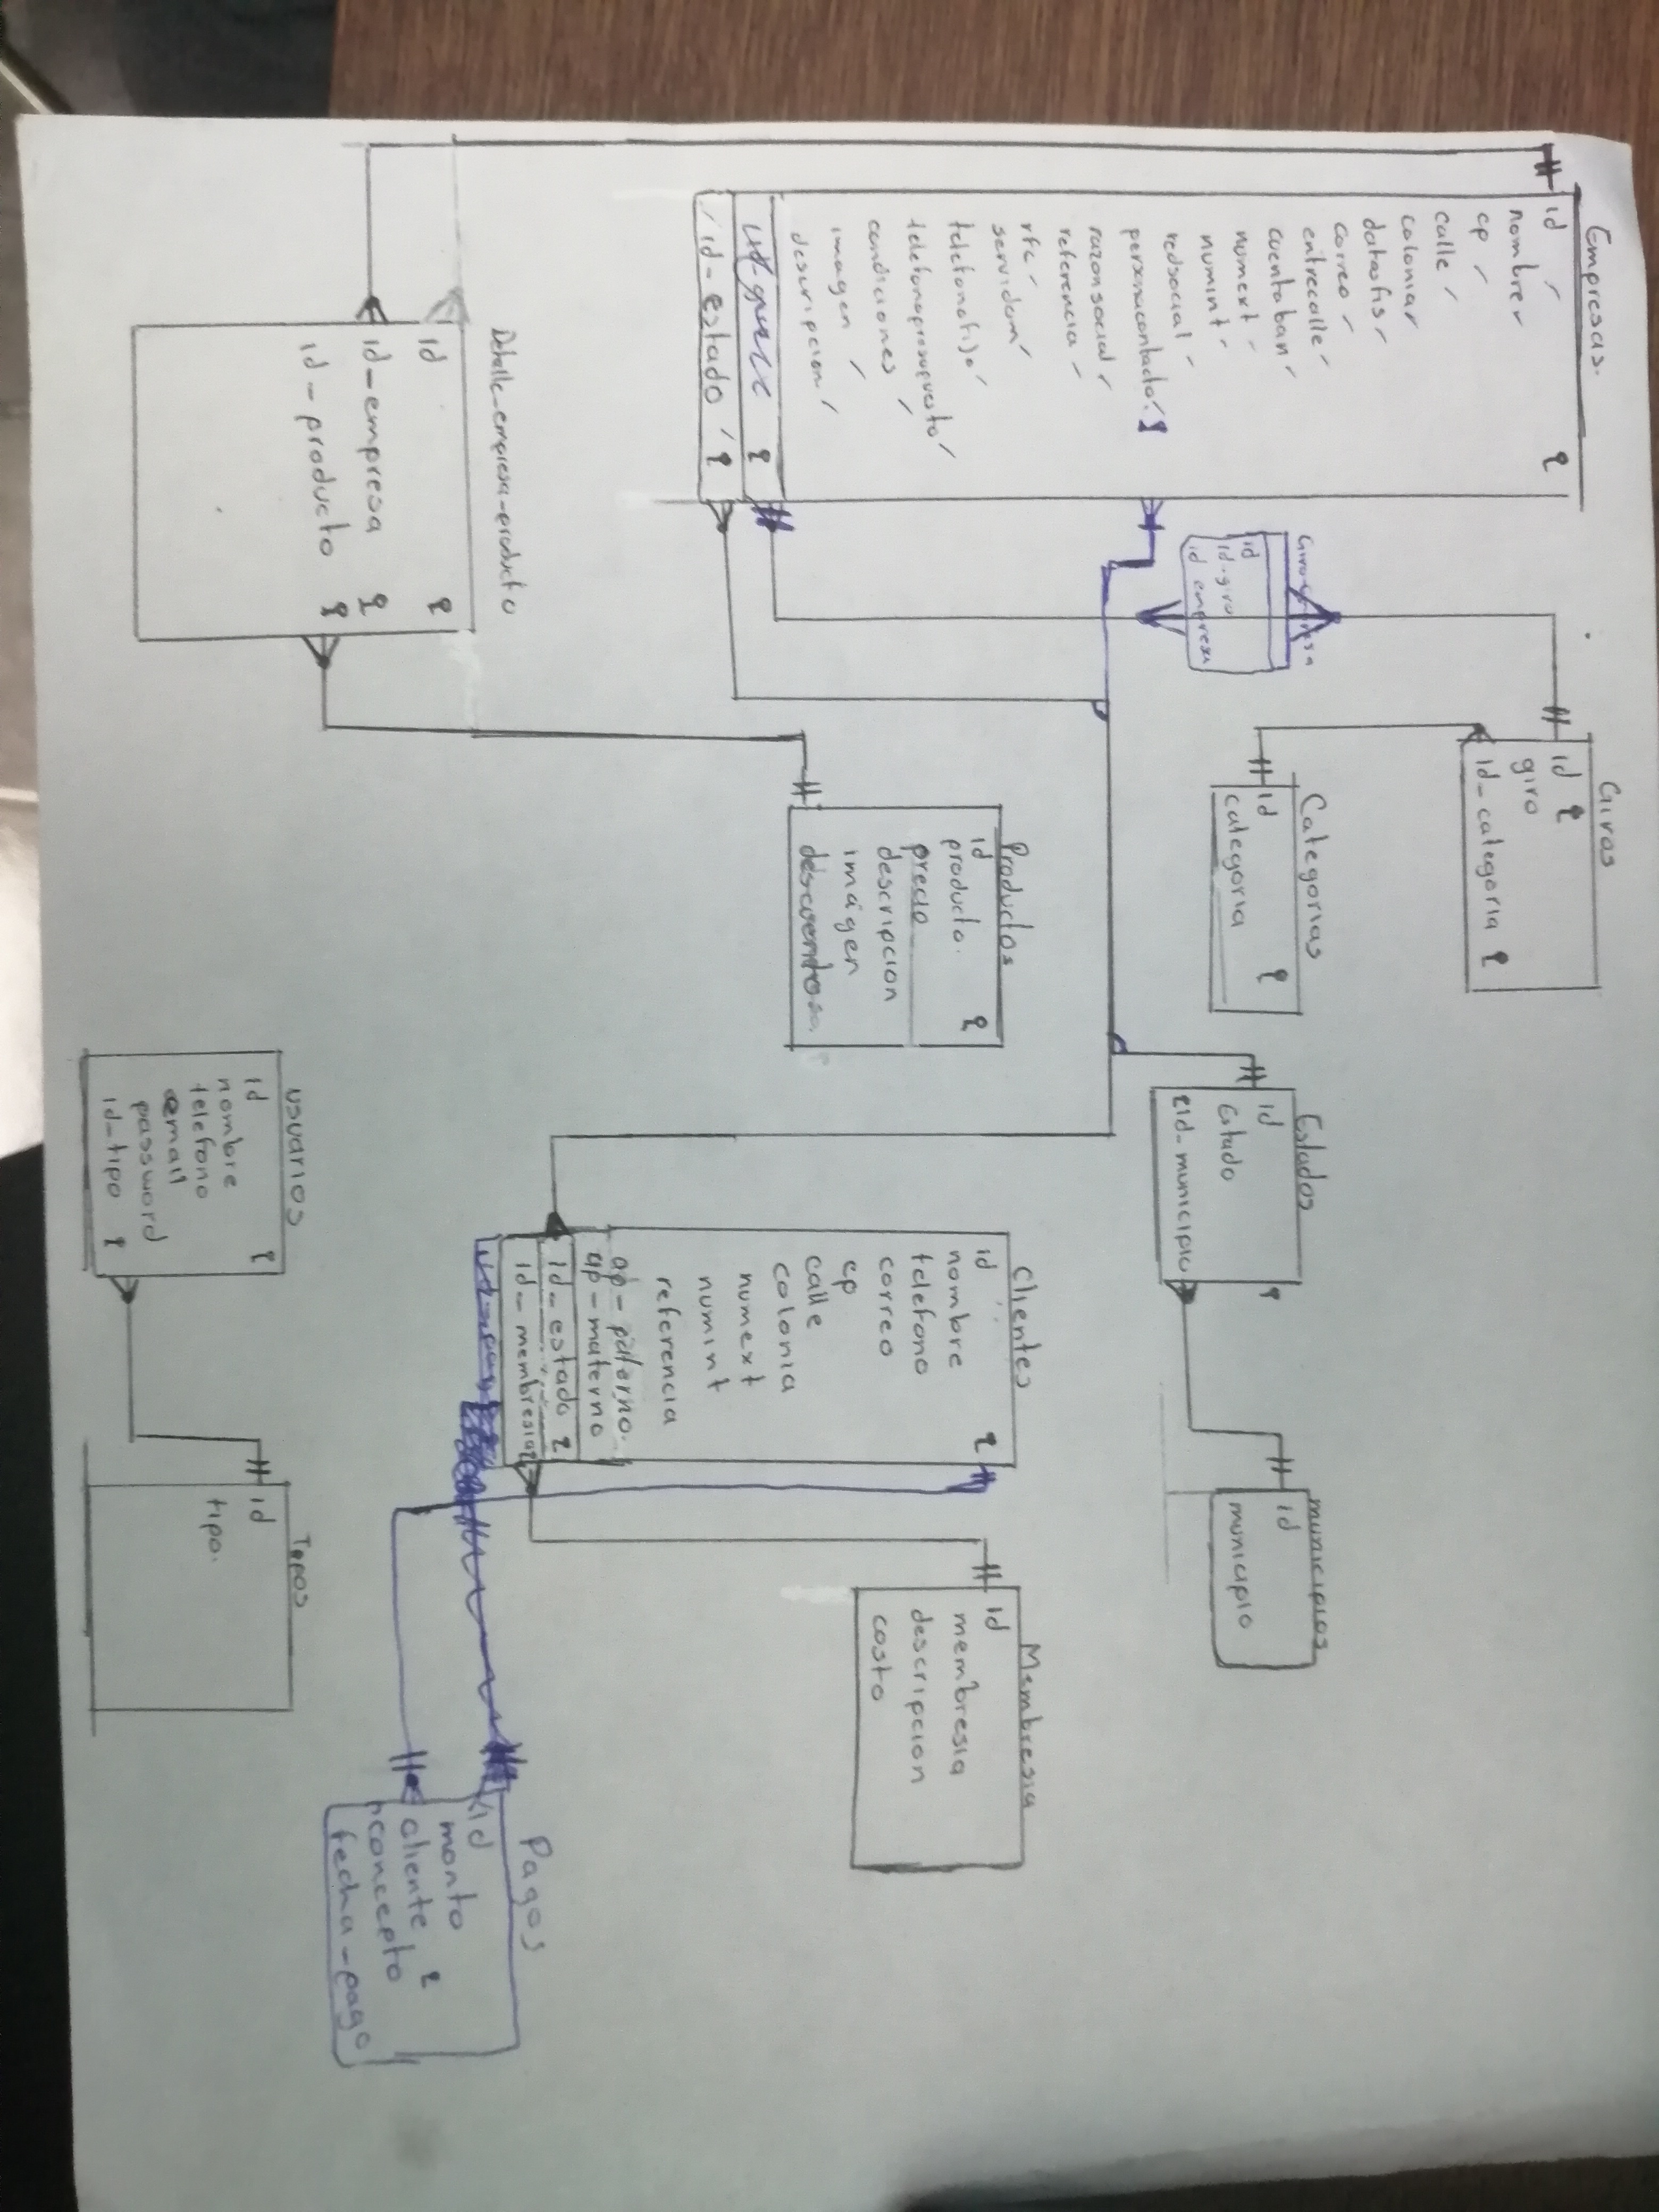 Empresas.
id
nombre
cp
calle
colonia
datosfis
correo
entrecalle
cuentaban
numext
numint
redsocial
personacontacto
razonsocial
referencia
rfc
servidom
telefonofijo
telefonopresupuesto
condiciones
imagen
descripcion
id-estado
Giros
id
giro
id-categoria
Giro-Empresa
id
id-giro
id empresa
Categorias
id
categoria
Estados
id
Estado
id-municipio
municipios
id
municipio
Productos
id
producto.
precio
descripcion
imágen
descuentos
Clientes
id
nombre
telefono
correo
cp
calle
colonia
numext
numint
referencia
ap-paterno.
ap-materno
id-estado
id-membresia
Membresia
id
membresia
descripcion
costo
Detalle-empresa-producto
id
id-empresa
id-producto
Pagos
id
monto
cliente
concepto
fecha-pago
usuarios
id
nombre
telefono
email
password
id-tipo
Tipos
id
tipo.